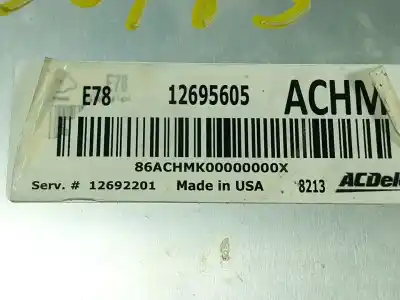 E78 12695605 ACHM
86ACHMK00000000X
Serv. # 12692201 Made in USA 8213 ACDel